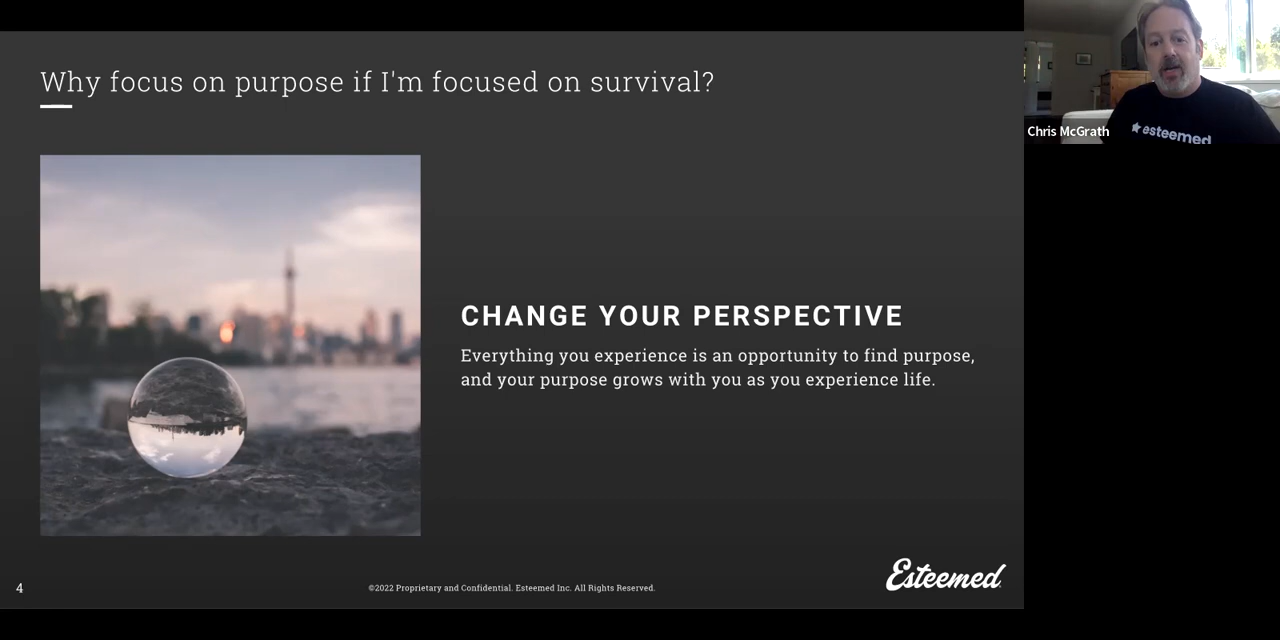 Why focus on purpose if I'm focused on survival?
CHANGE YOUR PERSPECTIVE
Everything you experience is an opportunity to find purpose,
and your purpose grows with you as you experience life.
4
©2022 Proprietary and Confidential. Esteemed Inc. All Rights Reserved.
Esteemed
esteemed
Chris McGrath